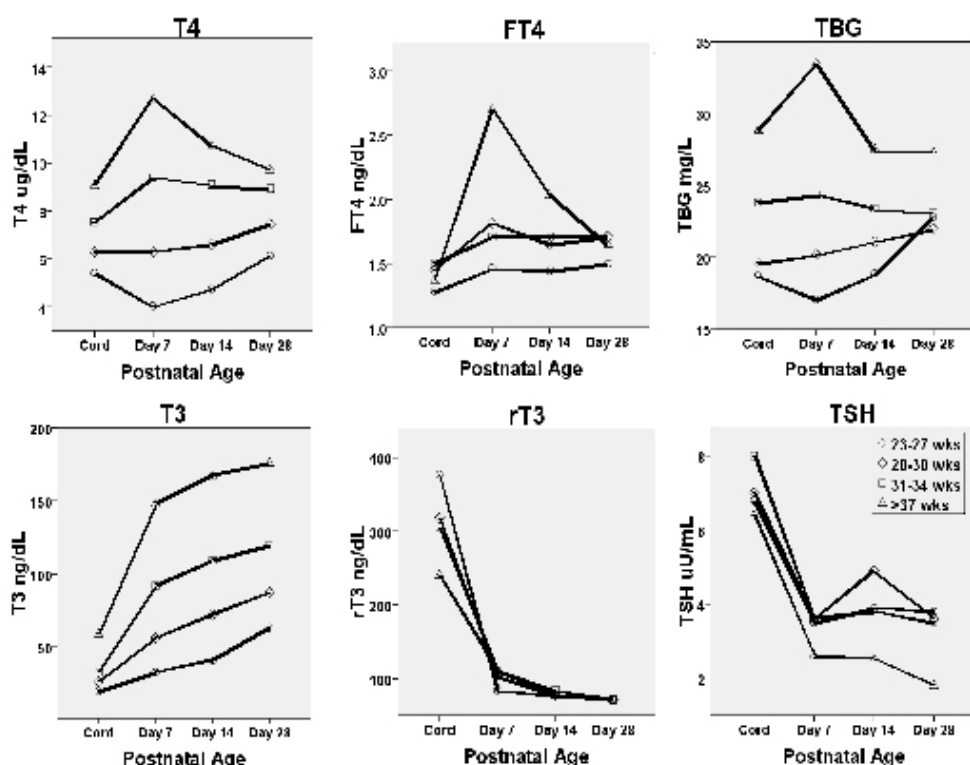 T4
FT4
TBG
T4 ug/dL
14
12
10
8
6
4
Cord
Day 7
Day 14
Day 28
Postnatal Age
FT4 ng/dL
3.0
2.5
2.0
1.5
1.0
Cord
Day 7
Day 14
Day 28
Postnatal Age
TBG mg/L
35
30
25
20
15
Cord
Day 7
Day 14
Day 28
Postnatal Age
T3
rT3
TSH
T3 ng/dL
200
150
100
50
Cord
Day 7
Day 14
Day 28
Postnatal Age
rT3 ng/dL
400
300
200
100
Cord
Day 7
Day 14
Day 28
Postnatal Age
TSH uU/mL
8
6
4
2
23-27 wks
28-30 wks
31-34 wks
>37 wks
Cord
Day 7
Day 14
Day 28
Postnatal Age